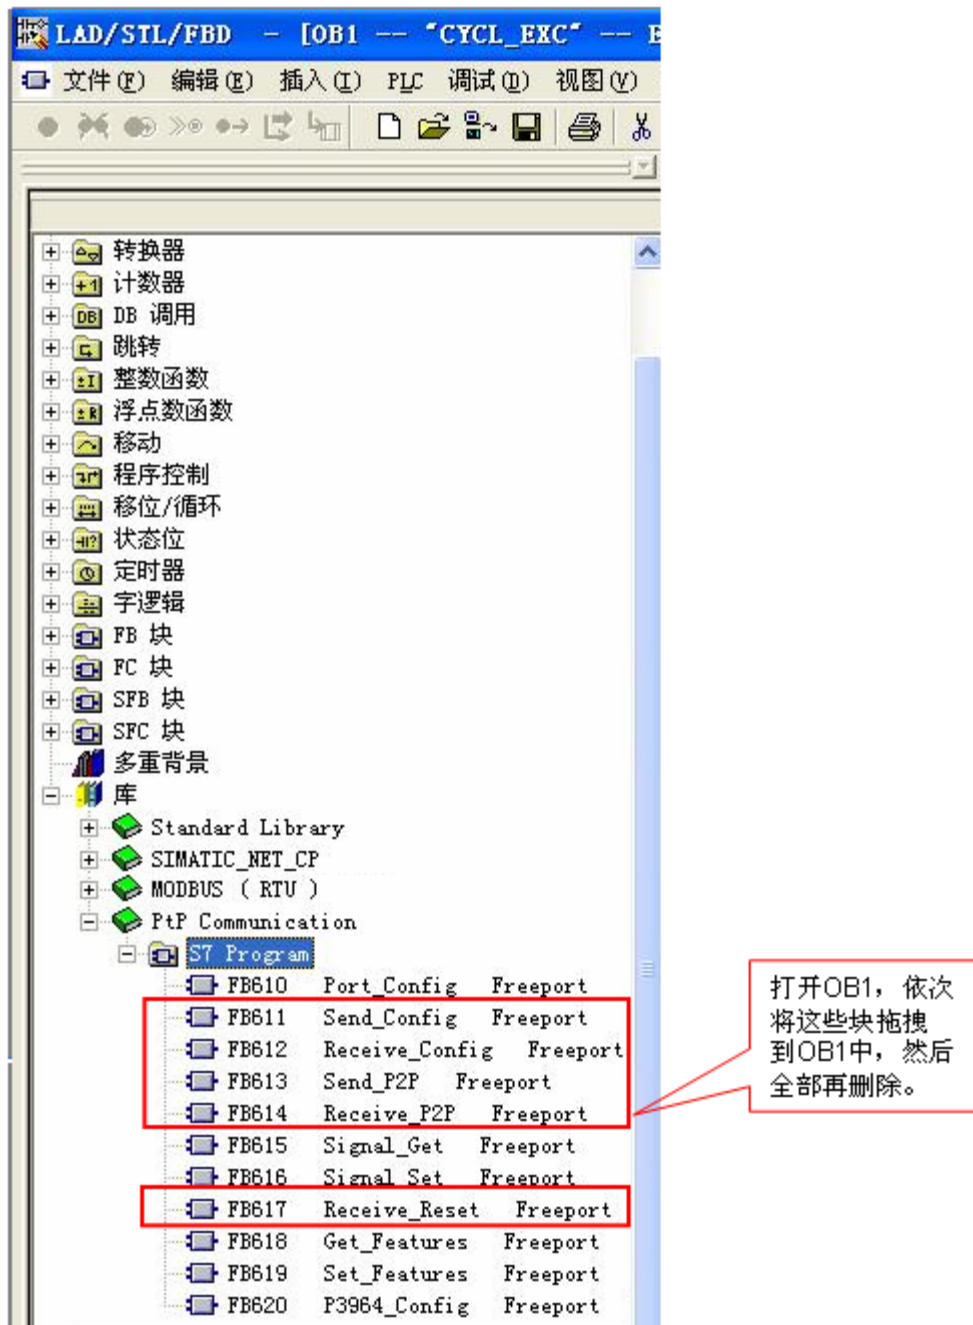 LAD/STL/FBD - [OB1 -- "CYCL_EXC" -- E
文件(F) 编辑(E) 插入(I) PLC 调试(D) 视图(V)
转换器
计数器
DB 调用
跳转
整数函数
浮点数函数
移动
程序控制
移位/循环
状态位
定时器
字逻辑
FB 块
FC 块
SFB 块
SFC 块
多重背景
库
Standard Library
SIMATIC_NET_CP
MODBUS ( RTU )
PtP Communication
S7 Program
FB610 Port_Config Freeport
FB611 Send_Config Freeport
FB612 Receive_Config Freeport
FB613 Send_P2P Freeport
FB614 Receive_P2P Freeport
FB615 Signal_Get Freeport
FB616 Signal_Set Freeport
FB617 Receive_Reset Freeport
FB618 Get_Features Freeport
FB619 Set_Features Freeport
FB620 P3964_Config Freeport
打开OB1，依次
将这些块拖拽
到OB1中，然后
全部再删除。